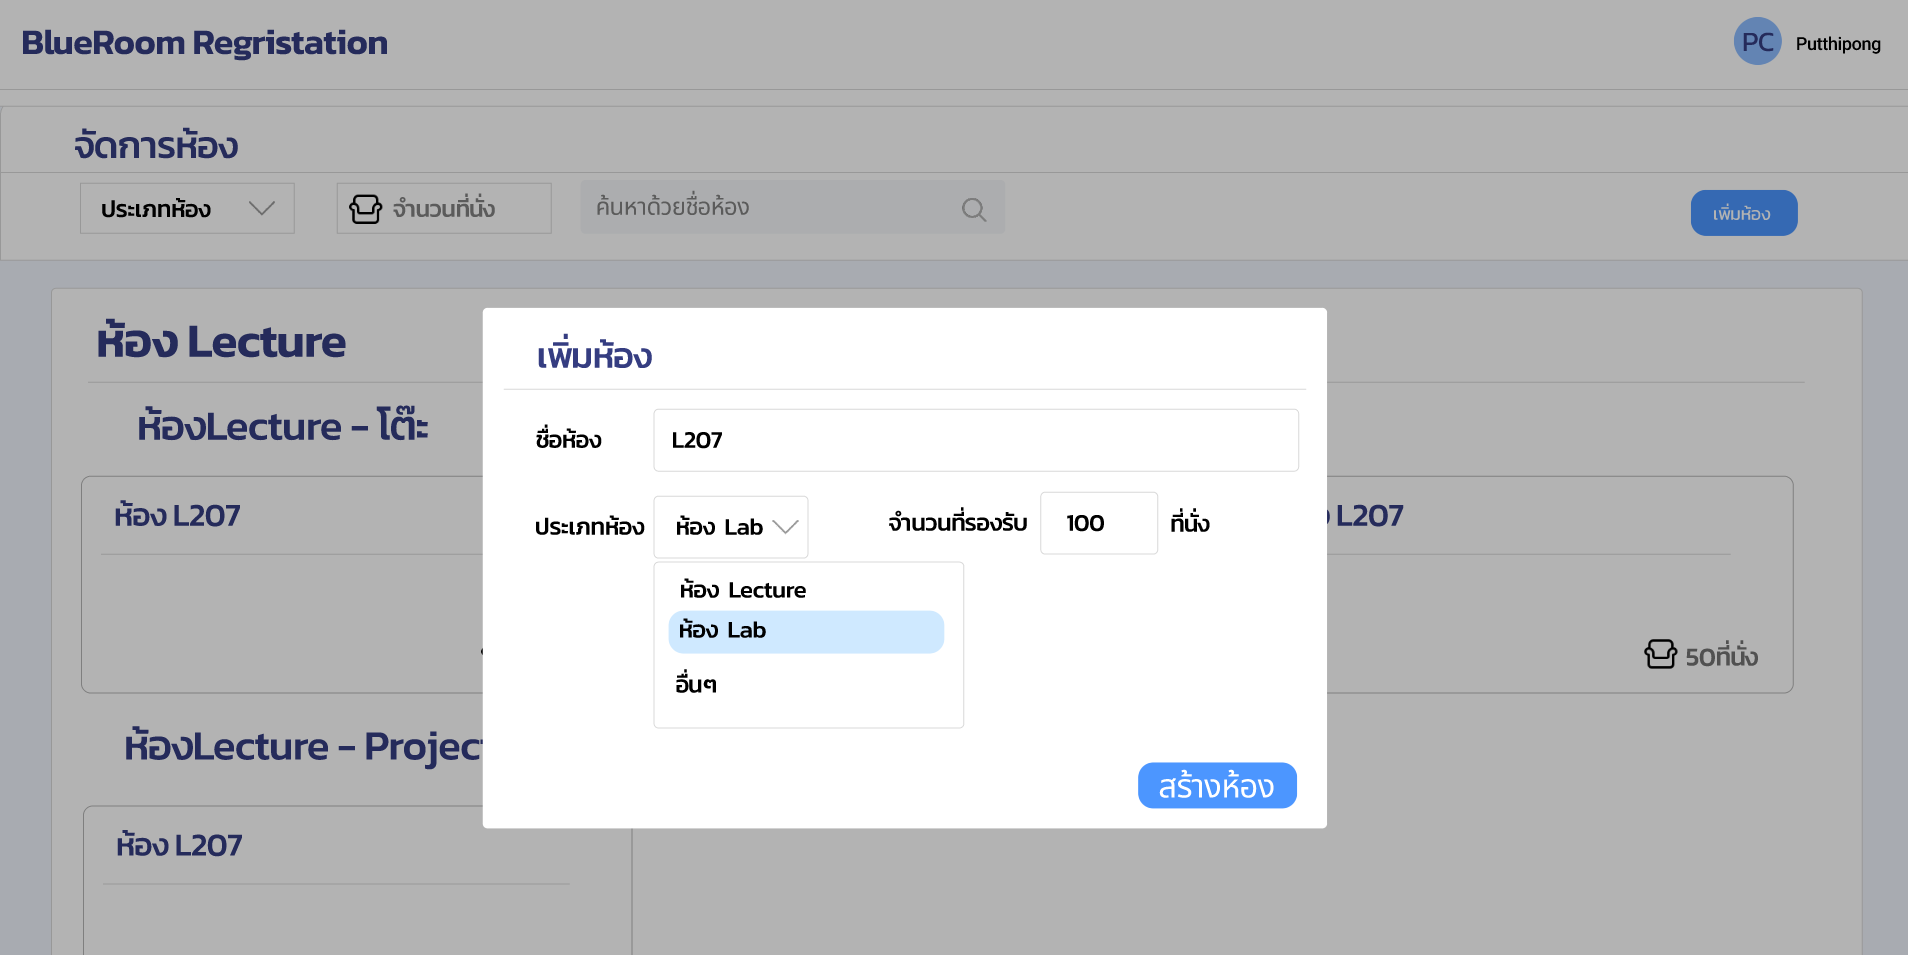 BlueRoom Regristation
PC Putthipong
จัดการห้อง
ประเภทห้อง จำนวนที่นั่ง ค้นหาด้วยชื่อห้อง เพิ่มห้อง
ห้อง Lecture
ห้องLecture - โต๊ะ
ห้อง L207
L207
50ที่นั่ง
ห้องLecture - Projec
ห้อง L207
เพิ่มห้อง
ชื่อห้อง L207
ประเภทห้อง ห้อง Lab จำนวนที่รองรับ 100 ที่นั่ง
ห้อง Lecture
ห้อง Lab
อื่นๆ
สร้างห้อง